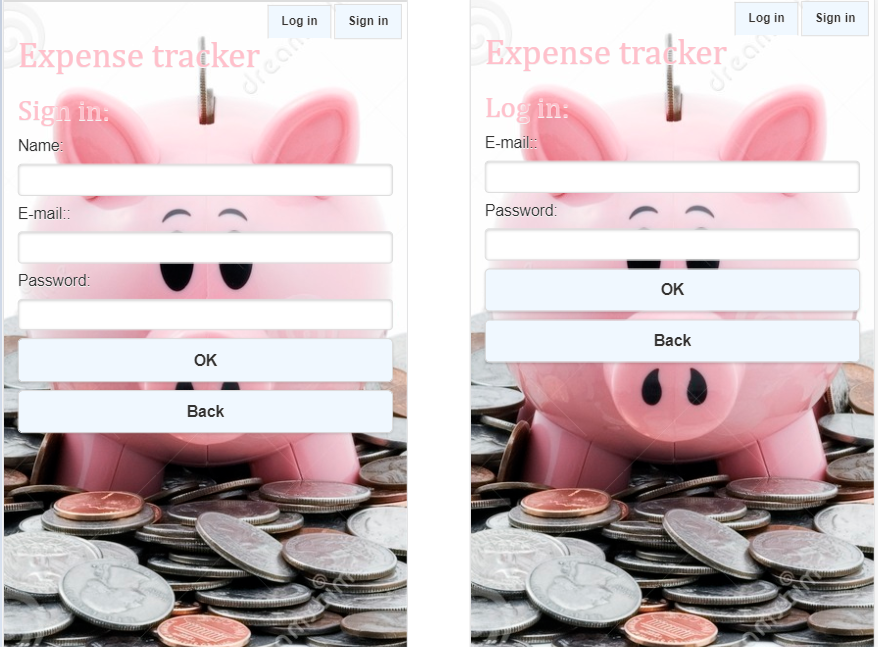 Log in Sign in
Expense tracker
Sign in:
Name:
E-mail::
Password:
OK
Back
Log in Sign in
Expense tracker
Log in:
E-mail::
Password:
OK
Back